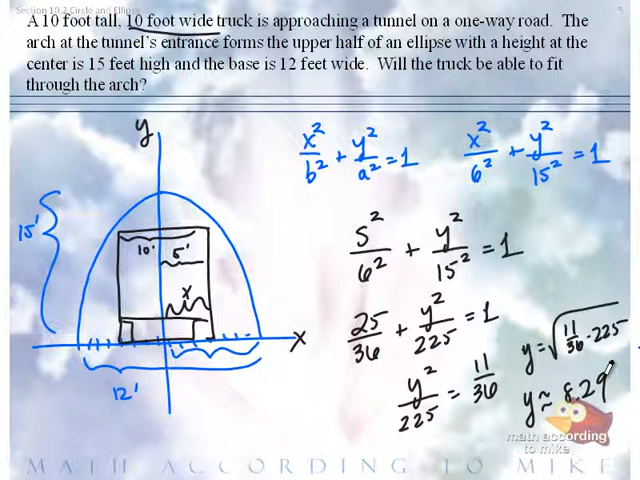 Section 10.2 Circle and Ellipse
A 10 foot tall, 10 foot wide truck is approaching a tunnel on a one-way road. The
arch at the tunnel's entrance forms the upper half of an ellipse with a height at the
center is 15 feet high and the base is 12 feet wide. Will the truck be able to fit
through the arch?
y
x²/b² + y²/a² = 1
x²/6² + y²/15² = 1
15'
10'
5'
x
x
12'
5²/6² + y²/15² = 1
25/36 + y²/225 = 1
y²/225 = 11/36
y = √(11/36 · 225)
y ≈ 8.29
math according
to mike
MATH ACCORDING TO MIKE